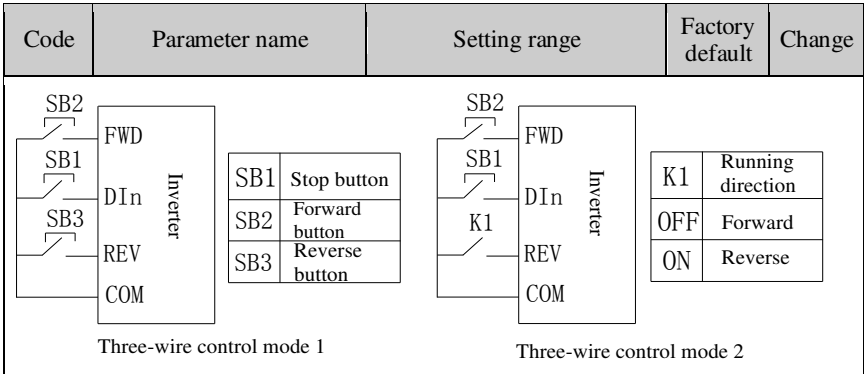 Code Parameter name Setting range Factory default Change
SB2
FWD
SB1
DIn
SB3
REV
COM
Inverter
SB1 Stop button
SB2 Forward button
SB3 Reverse button
Three-wire control mode 1
SB2
FWD
SB1
DIn
K1
REV
COM
Inverter
K1 Running direction
OFF Forward
ON Reverse
Three-wire control mode 2